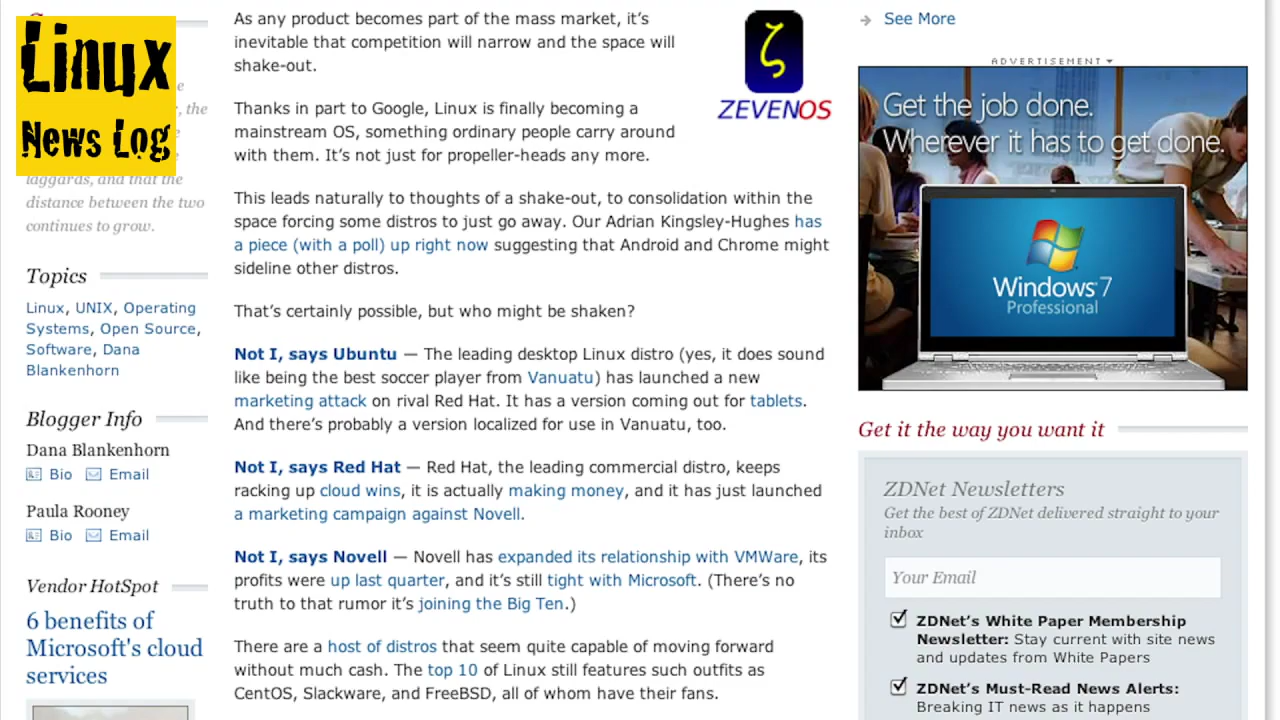 Linux
News Log
e
, the
e
laggards, and that the
distance between the two
continues to grow.
Topics
Linux, UNIX, Operating
Systems, Open Source,
Software, Dana
Blankenhorn
Blogger Info
Dana Blankenhorn
Bio Email
Paula Rooney
Bio Email
Vendor HotSpot
6 benefits of
Microsoft's cloud
services
As any product becomes part of the mass market, it’s
inevitable that competition will narrow and the space will
shake-out.
ZEVENOS
Thanks in part to Google, Linux is finally becoming a
mainstream OS, something ordinary people carry around
with them. It’s not just for propeller-heads any more.
This leads naturally to thoughts of a shake-out, to consolidation within the
space forcing some distros to just go away. Our Adrian Kingsley-Hughes has
a piece (with a poll) up right now suggesting that Android and Chrome might
sideline other distros.
That’s certainly possible, but who might be shaken?
Not I, says Ubuntu — The leading desktop Linux distro (yes, it does sound
like being the best soccer player from Vanuatu) has launched a new
marketing attack on rival Red Hat. It has a version coming out for tablets.
And there’s probably a version localized for use in Vanuatu, too.
Not I, says Red Hat — Red Hat, the leading commercial distro, keeps
racking up cloud wins, it is actually making money, and it has just launched
a marketing campaign against Novell.
Not I, says Novell — Novell has expanded its relationship with VMWare, its
profits were up last quarter, and it’s still tight with Microsoft. (There’s no
truth to that rumor it’s joining the Big Ten.)
There are a host of distros that seem quite capable of moving forward
without much cash. The top 10 of Linux still features such outfits as
CentOS, Slackware, and FreeBSD, all of whom have their fans.
See More
ADVERTISEMENT
Get the job done.
Wherever it has to get done.
Windows 7
Professional
Get it the way you want it
ZDNet Newsletters
Get the best of ZDNet delivered straight to your
inbox
Your Email
ZDNet’s White Paper Membership
Newsletter: Stay current with site news
and updates from White Papers
ZDNet’s Must-Read News Alerts:
Breaking IT news as it happens